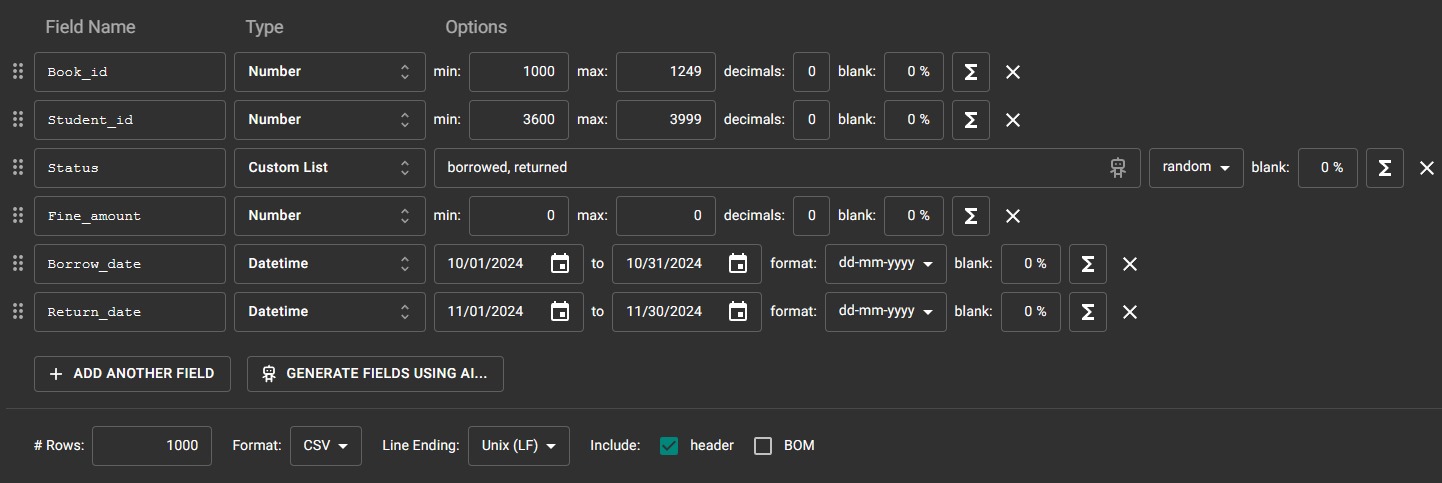 Field Name Type Options
Book_id Number min: 1000 max: 1249 decimals: 0 blank: 0 % Σ
Student_id Number min: 3600 max: 3999 decimals: 0 blank: 0 % Σ
Status Custom List borrowed, returned random blank: 0 % Σ
Fine_amount Number min: 0 max: 0 decimals: 0 blank: 0 % Σ
Borrow_date Datetime 10/01/2024 to 10/31/2024 format: dd-mm-yyyy blank: 0 % Σ
Return_date Datetime 11/01/2024 to 11/30/2024 format: dd-mm-yyyy blank: 0 % Σ
+ ADD ANOTHER FIELD GENERATE FIELDS USING AI...
# Rows: 1000 Format: CSV Line Ending: Unix (LF) Include: header BOM